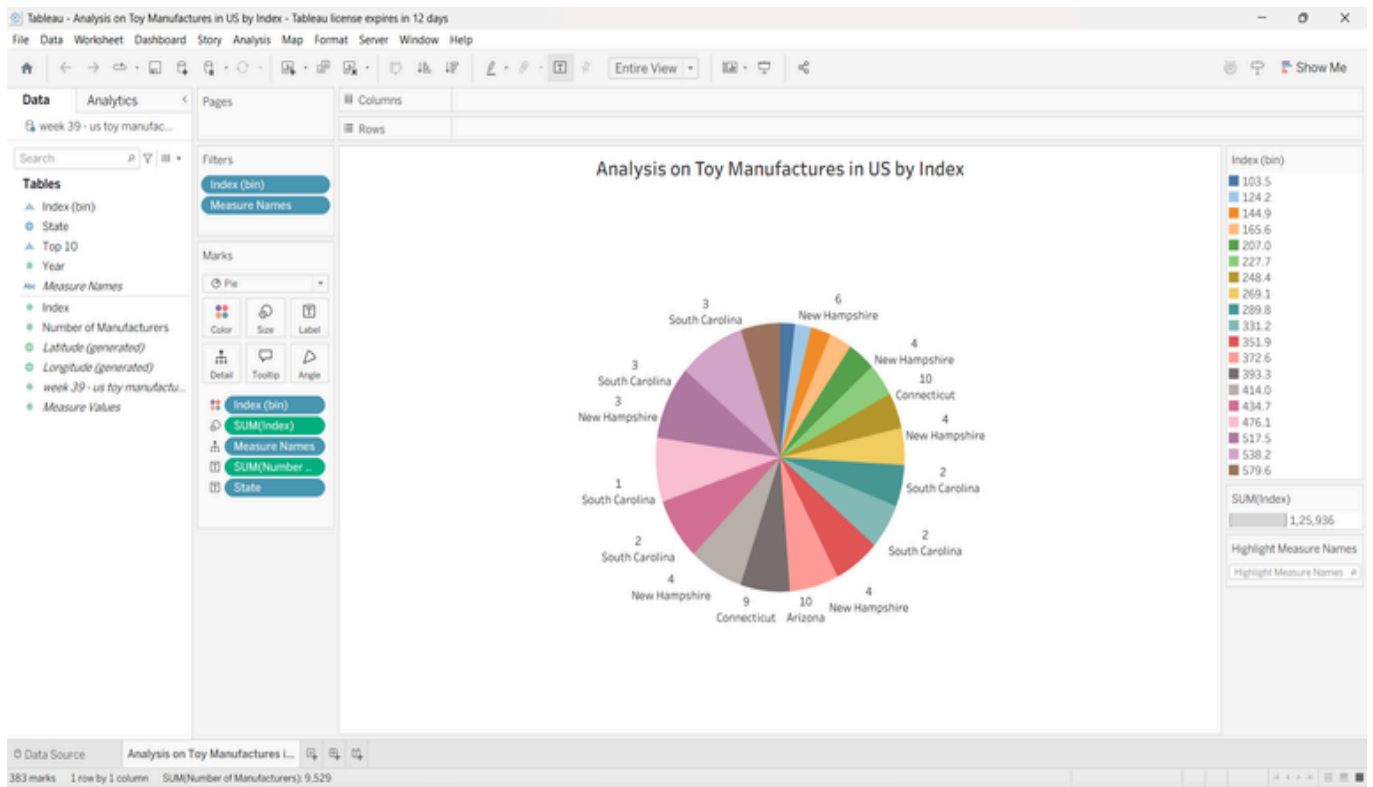 Tableau - Analysis on Toy Manufactures in US by Index - Tableau license expires in 12 days
File Data Worksheet Dashboard Story Analysis Map Format Server Window Help
Entire View
Show Me
Data Analytics
week 39 - us toy manufac...
Search
Tables
Index (bin)
State
Top 10
Year
Abc Measure Names
Index
Number of Manufacturers
Latitude (generated)
Longitude (generated)
week 39 - us toy manufactu...
Measure Values
Pages
Filters
Index (bin)
Measure Names
Marks
Pie
Color Size Label
Detail Tooltip Angle
Index (bin)
SUM(Index)
Measure Names
SUM(Number ..
State
Columns
Rows
Analysis on Toy Manufactures in US by Index
3
South Carolina
6
New Hampshire
4
New Hampshire
3
South Carolina
10
Connecticut
3
New Hampshire
4
New Hampshire
2
South Carolina
1
South Carolina
2
South Carolina
2
South Carolina
4
New Hampshire
4
New Hampshire
9
Connecticut
10
Arizona
Index (bin)
103.5
124.2
144.9
165.6
207.0
227.7
248.4
269.1
289.8
331.2
351.9
372.6
393.3
414.0
434.7
476.1
517.5
538.2
579.6
SUM(Index)
1,25,936
Highlight Measure Names
Highlight Measure Names
Data Source
Analysis on Toy Manufactures i...
383 marks 1 row by 1 column SUM(Number of Manufacturers): 9,529